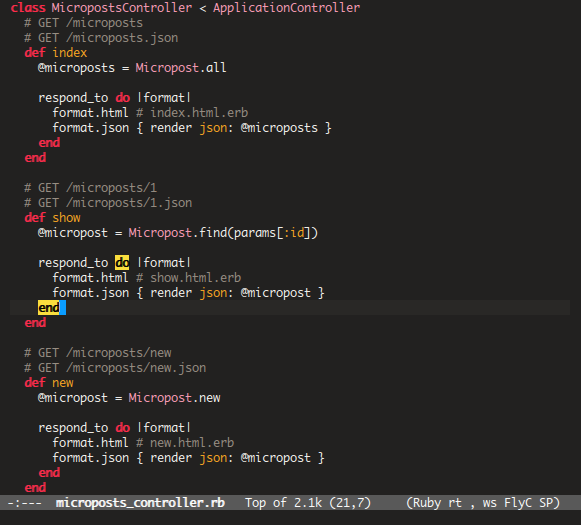 class MicropostsController < ApplicationController
  # GET /microposts
  # GET /microposts.json
  def index
    @microposts = Micropost.all

    respond_to do |format|
      format.html # index.html.erb
      format.json { render json: @microposts }
    end
  end

  # GET /microposts/1
  # GET /microposts/1.json
  def show
    @micropost = Micropost.find(params[:id])

    respond_to do |format|
      format.html # show.html.erb
      format.json { render json: @micropost }
    end
  end

  # GET /microposts/new
  # GET /microposts/new.json
  def new
    @micropost = Micropost.new

    respond_to do |format|
      format.html # new.html.erb
      format.json { render json: @micropost }
    end
  end
-:---  microposts_controller.rb   Top of 2.1k (21,7)     (Ruby rt , ws FlyC SP)